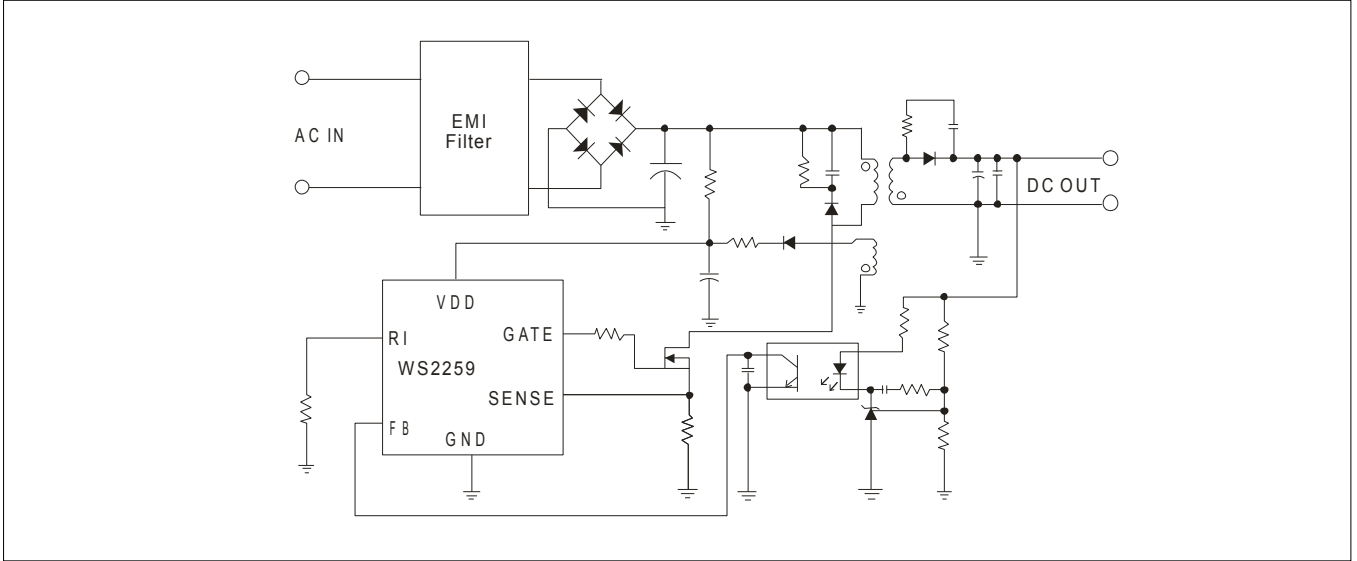 AC IN
EMI
Filter
DC OUT
VDD
RI
GATE
WS2259
SENSE
FB
GND